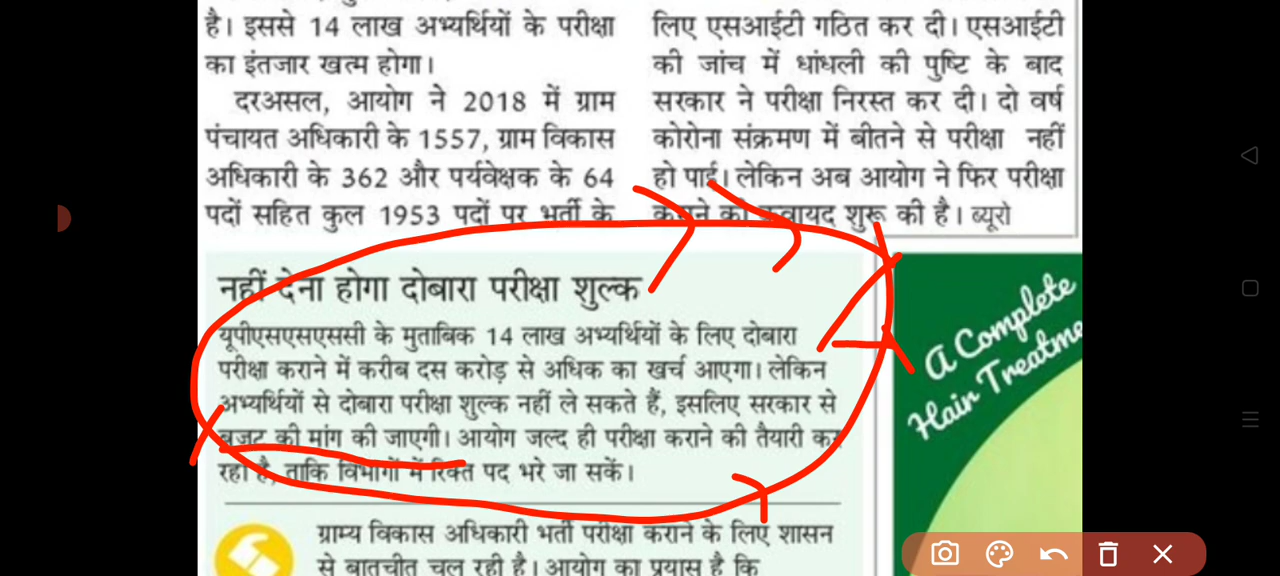 है। इससे 14 लाख अभ्यर्थियों के परीक्षा
का इंतजार खत्म होगा।
दरअसल, आयोग ने 2018 में ग्राम
पंचायत अधिकारी के 1557, ग्राम विकास
अधिकारी के 362 और पर्यवेक्षक के 64
पदों सहित कुल 1953 पदों पर भर्ती के
लिए एसआईटी गठित कर दी। एसआईटी
की जांच में धांधली की पुष्टि के बाद
सरकार ने परीक्षा निरस्त कर दी। दो वर्ष
कोरोना संक्रमण में बीतने से परीक्षा नहीं
हो पाई। लेकिन अब आयोग ने फिर परीक्षा
कराने की कवायद शुरू की है। ब्यूरो
नहीं देना होगा दोबारा परीक्षा शुल्क
यूपीएसएसएससी के मुताबिक 14 लाख अभ्यर्थियों के लिए दोबारा
परीक्षा कराने में करीब दस करोड़ से अधिक का खर्च आएगा। लेकिन
अभ्यर्थियों से दोबारा परीक्षा शुल्क नहीं ले सकते हैं, इसलिए सरकार से
बजट की मांग की जाएगी। आयोग जल्द ही परीक्षा कराने की तैयारी कर
रहा है, ताकि विभागों में रिक्त पद भरे जा सकें।
ग्राम्य विकास अधिकारी भर्ती परीक्षा कराने के लिए शासन
से बातचीत चल रही है। आयोग का प्रयास है कि
A Complete
Hair